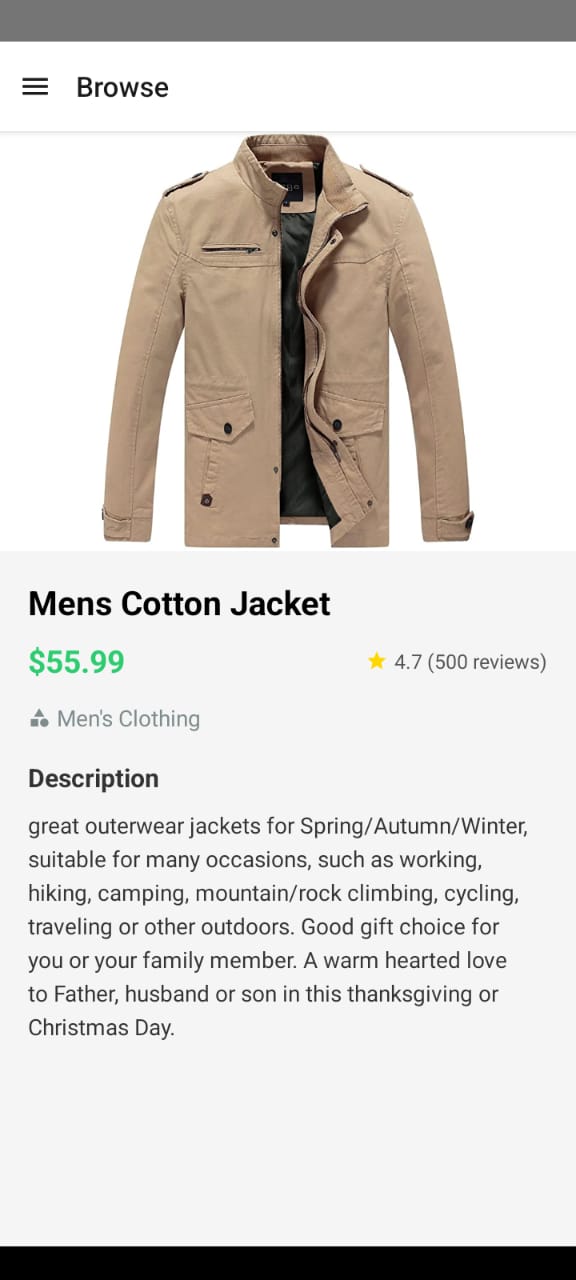 Browse
Mens Cotton Jacket
$55.99
4.7 (500 reviews)
Men's Clothing
Description
great outerwear jackets for Spring/Autumn/Winter,
suitable for many occasions, such as working,
hiking, camping, mountain/rock climbing, cycling,
traveling or other outdoors. Good gift choice for
you or your family member. A warm hearted love
to Father, husband or son in this thanksgiving or
Christmas Day.